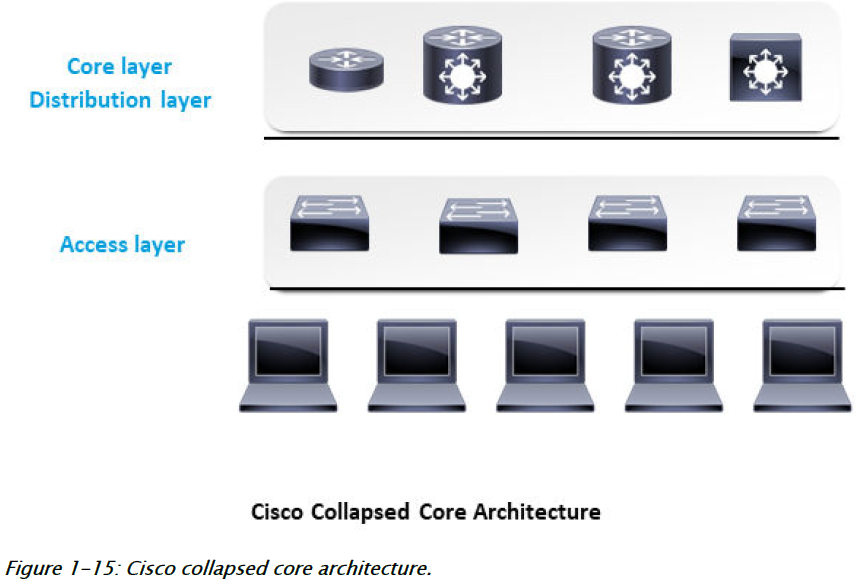 Core layer
Distribution layer
Access layer
Cisco Collapsed Core Architecture
Figure 1-15: Cisco collapsed core architecture.